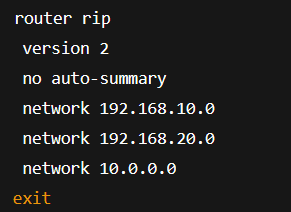 router rip
version 2
no auto-summary
network 192.168.10.0
network 192.168.20.0
network 10.0.0.0
exit